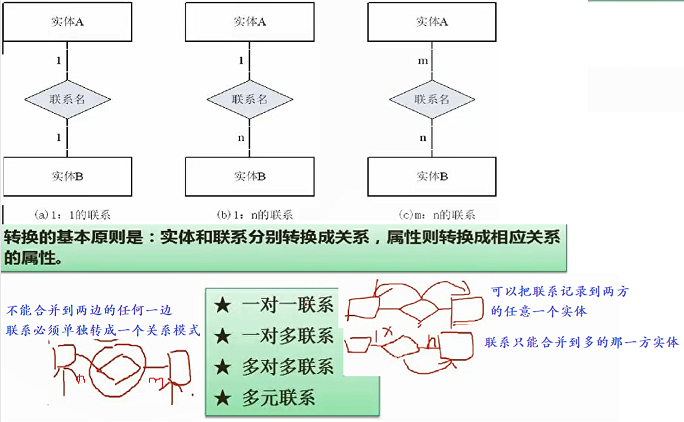 实体A
实体A
实体A
1
1
m
联系名
联系名
联系名
1
n
n
实体B
实体B
实体B
(a)1：1的联系
(b)1：n的联系
(c)m：n的联系
转换的基本原则是：实体和联系分别转换成关系，属性则转换成相应关系
的属性。
不能合并到两边的任何一边
联系必须单独转成一个关系模式
n
m
★ 一对一联系
★ 一对多联系
★ 多对多联系
★ 多元联系
可以把联系记录到两方
的任意一个实体
1
n
联系只能合并到多的那一方实体